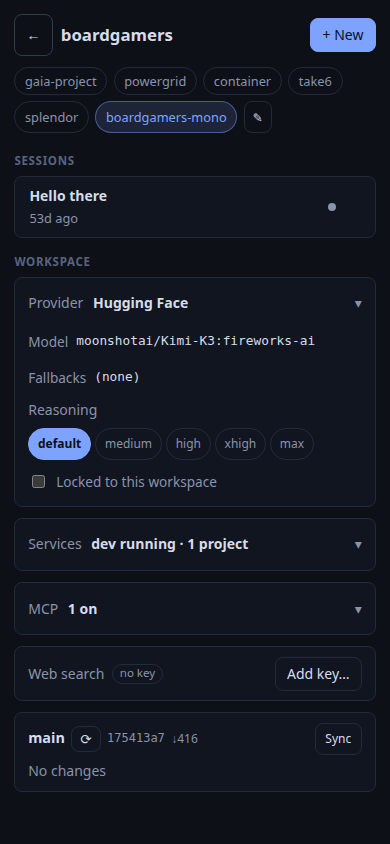 ← boardgamers + New
gaia-project powergrid container take6
splendor boardgamers-mono ✎
SESSIONS
Hello there
53d ago
WORKSPACE
Provider Hugging Face ▾
Model moonshotai/Kimi-K3:fireworks-ai
Fallbacks (none)
Reasoning
default medium high xhigh max
Locked to this workspace
Services dev running · 1 project ▾
MCP 1 on ▾
Web search no key Add key...
main ⟳ 175413a7 ↓416 Sync
No changes